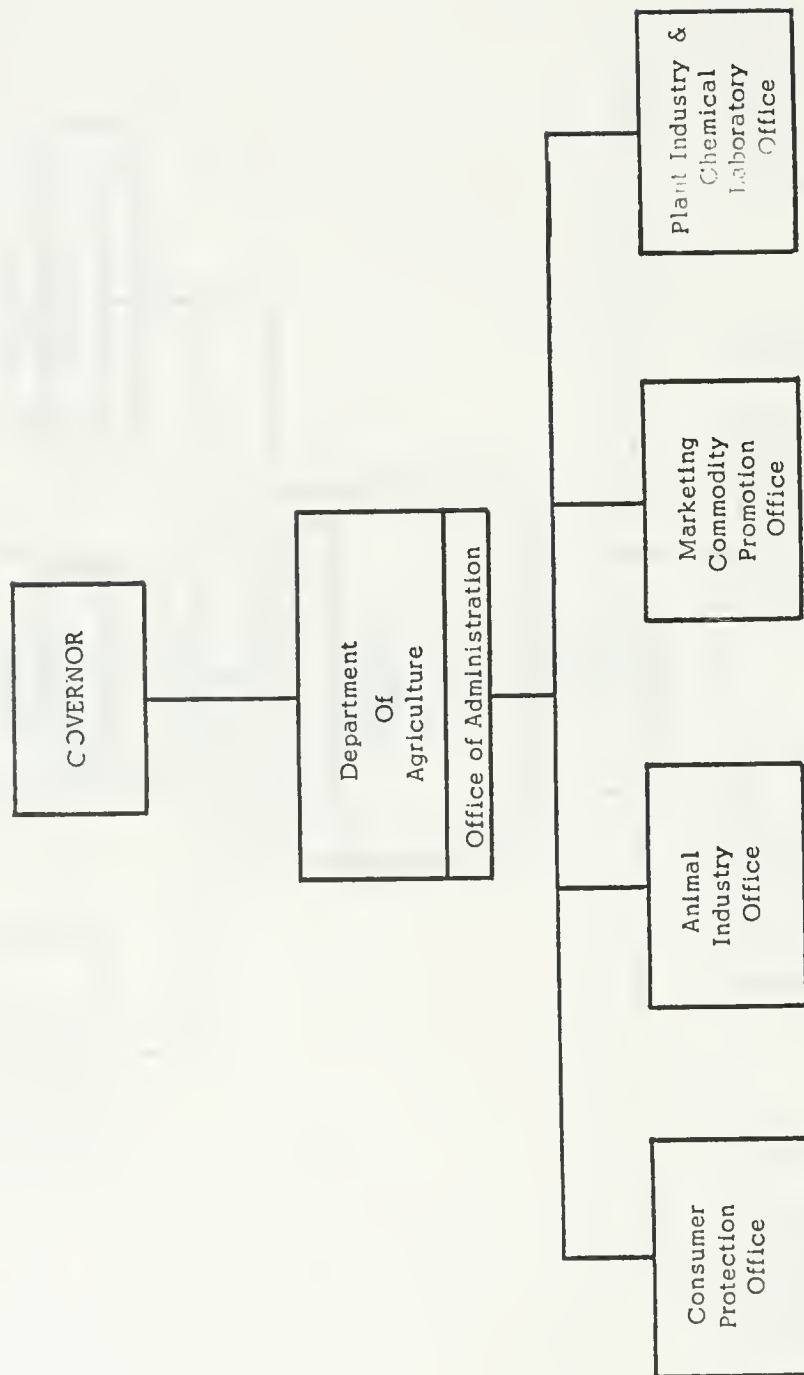 GOVERNOR
Department
Of
Agriculture
Office of Administration
Consumer
Protection
Office
Animal
Industry
Office
Marketing
Commodity
Promotion
Office
Plant Industry &
Chemical
Laboratory
Office